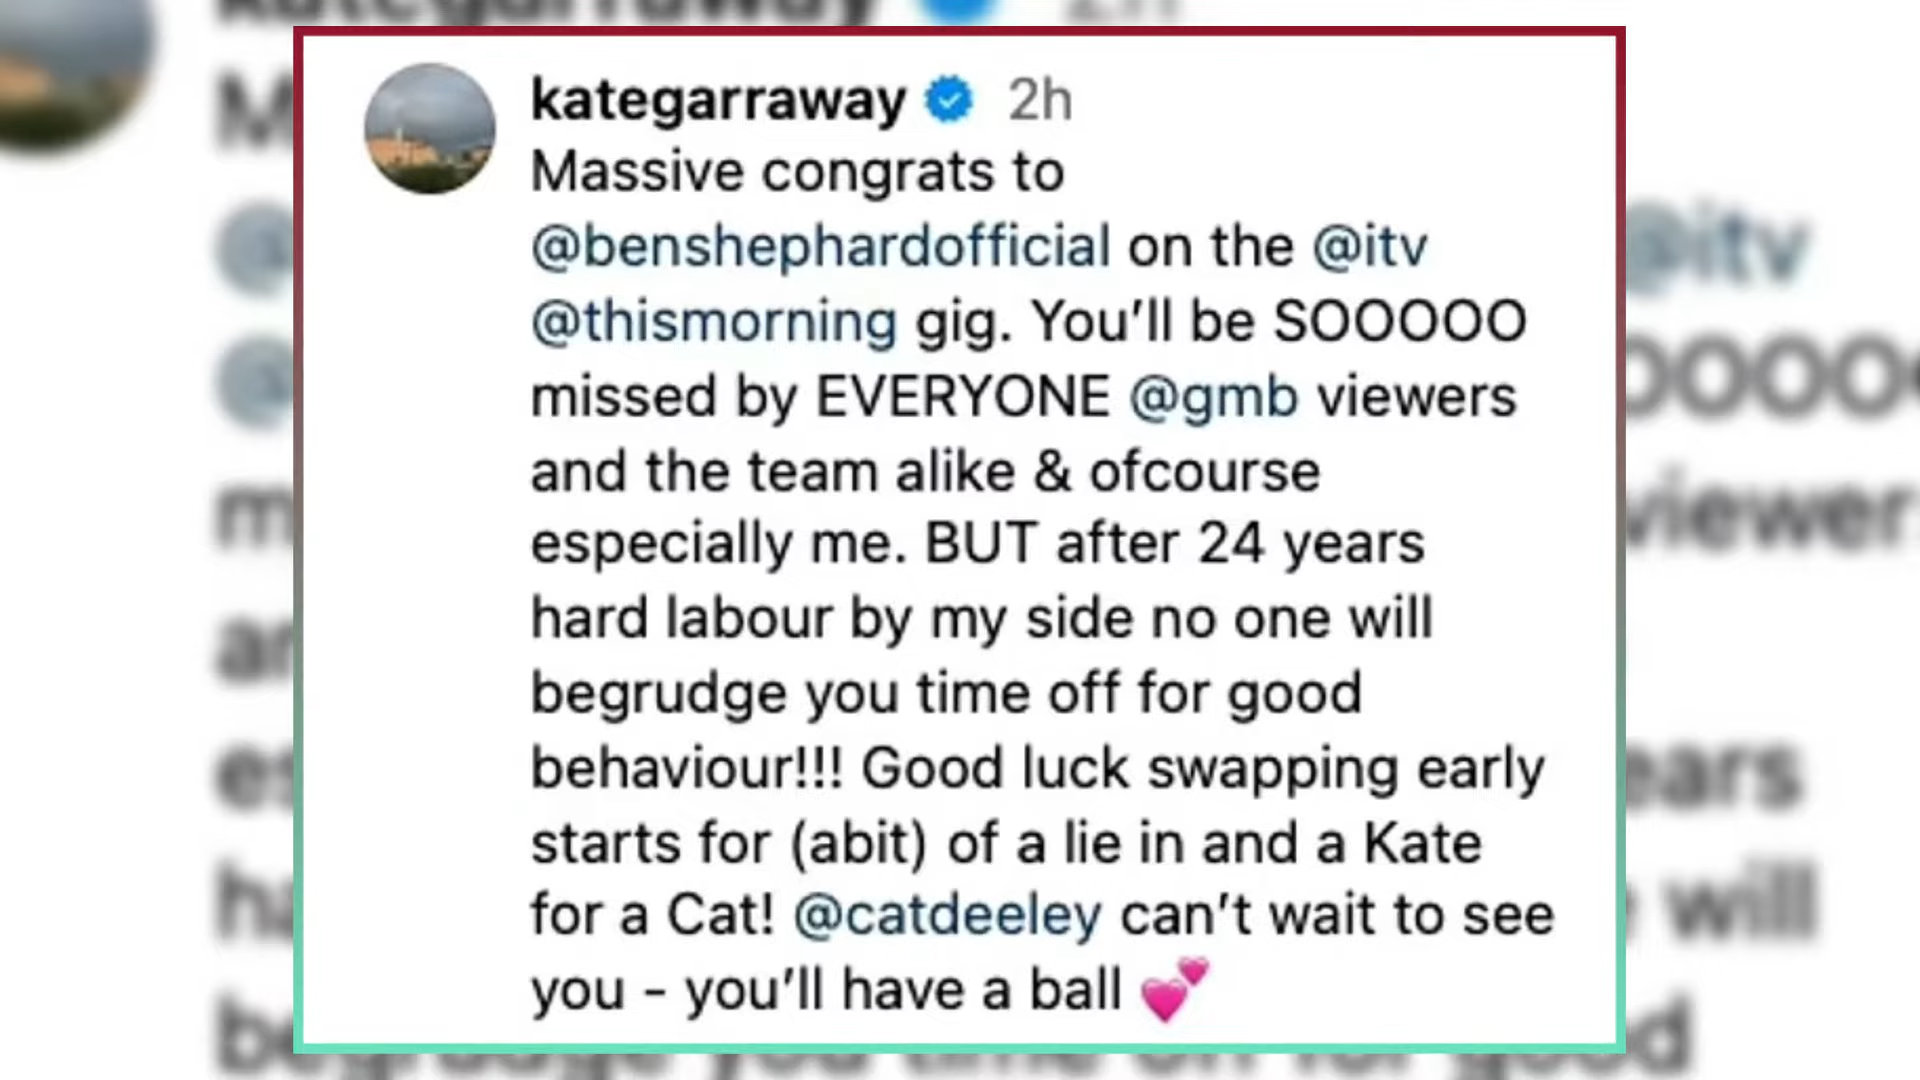 kategarraway 2h
Massive congrats to
@benshephardofficial on the @itv
@thismorning gig. You’ll be SOOOOO
missed by EVERYONE @gmb viewers
and the team alike & ofcourse
especially me. BUT after 24 years
hard labour by my side no one will
begrudge you time off for good
behaviour!!! Good luck swapping early
starts for (abit) of a lie in and a Kate
for a Cat! @catdeeley can’t wait to see
you - you’ll have a ball 💕